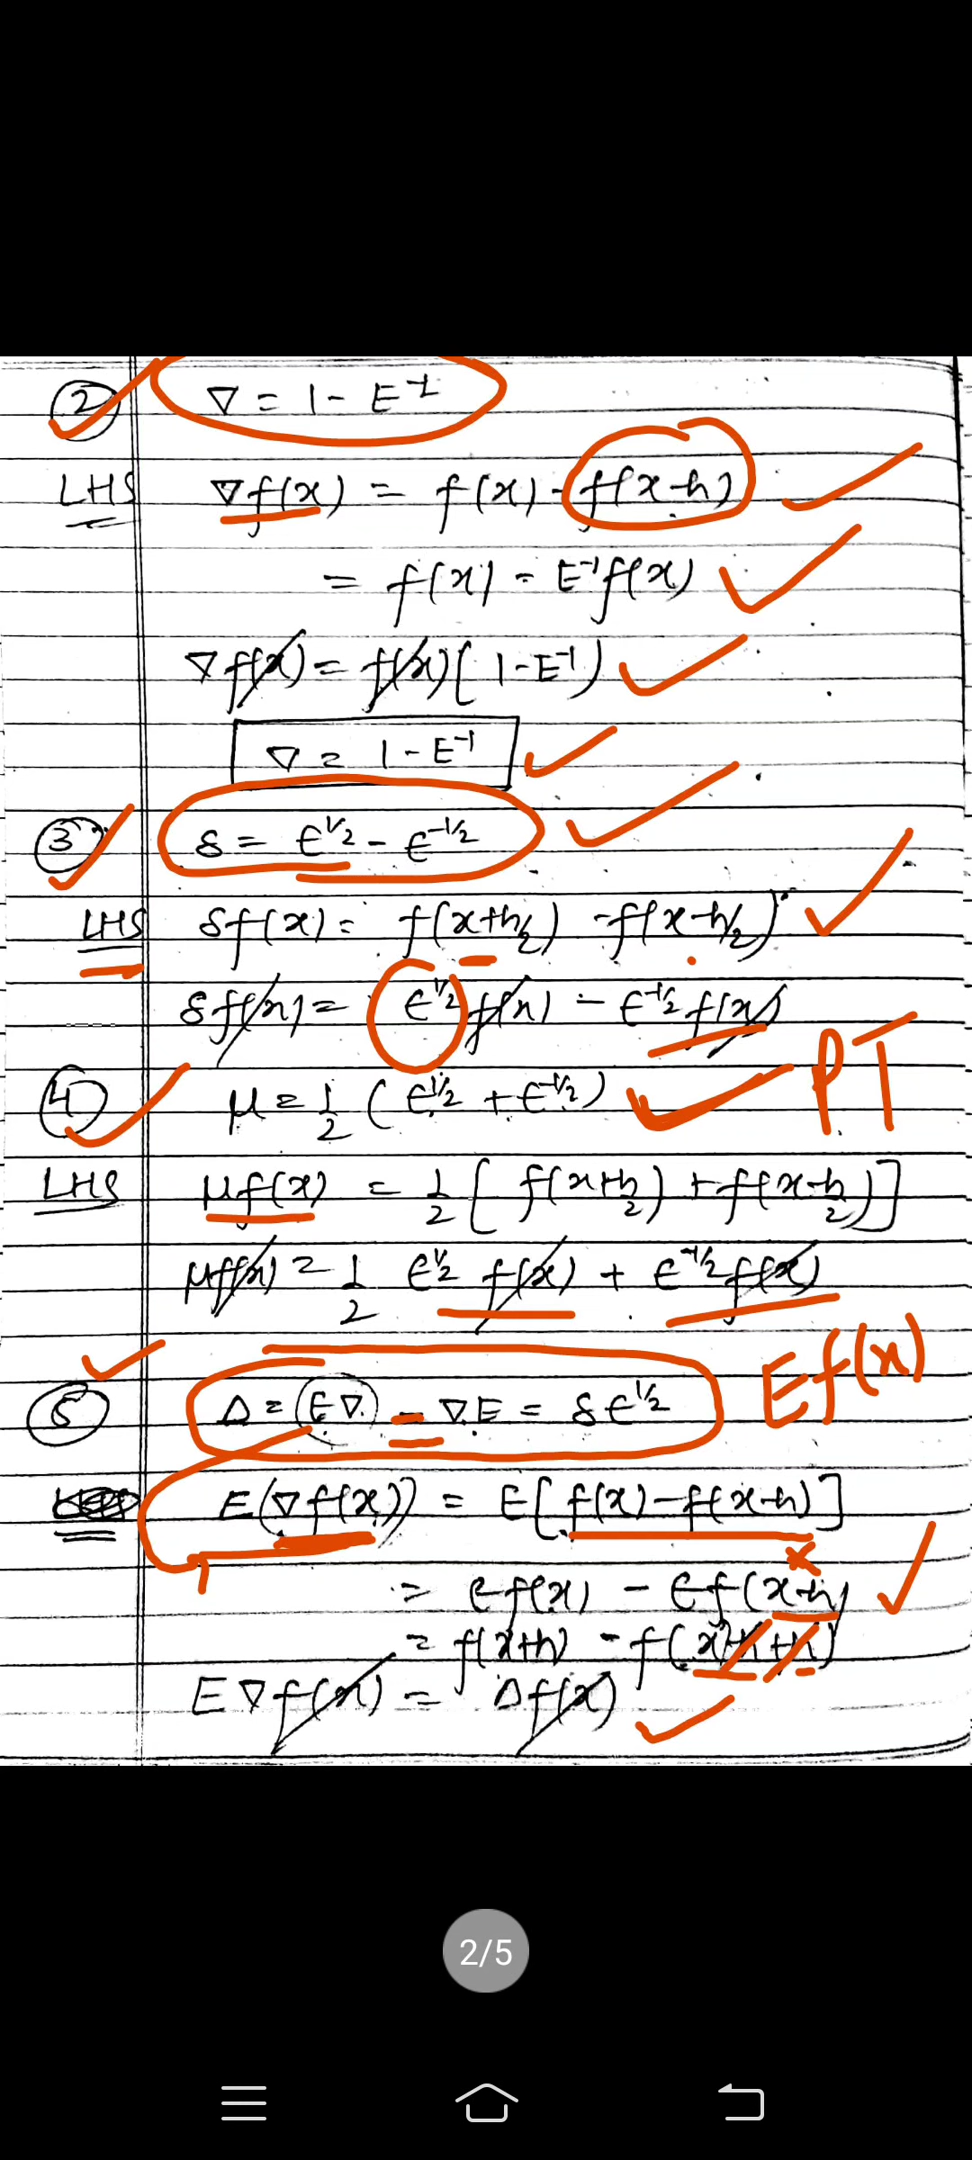 ② ∇ = 1 - E⁻¹
LHS ∇f(x) = f(x) - f(x-h)
= f(x) - E⁻¹f(x)
∇f(x) = f(x)[1-E⁻¹)
∇ = 1 - E⁻¹
③ δ = E^1/2 - E^-1/2
LHS δf(x) = f(x+h/2) - f(x-h/2)
δf(x) = E^1/2 f(x) - E^-1/2 f(x)
PT
④ μ = 1/2 (E^1/2 + E^-1/2)
LHS μf(x) = 1/2 [f(x+h/2) + f(x-h/2)]
μf(x) = 1/2 E^1/2 f(x) + E^-1/2 f(x)
Ef(x)
⑤ Δ = (E∇) = ∇E = δE^1/2
E(∇f(x)) = E[f(x)-f(x-h)]
= Ef(x) - Ef(x-h)
= f(x+h) - f(x-h+h)
E∇f(x) = Δf(x)
2/5